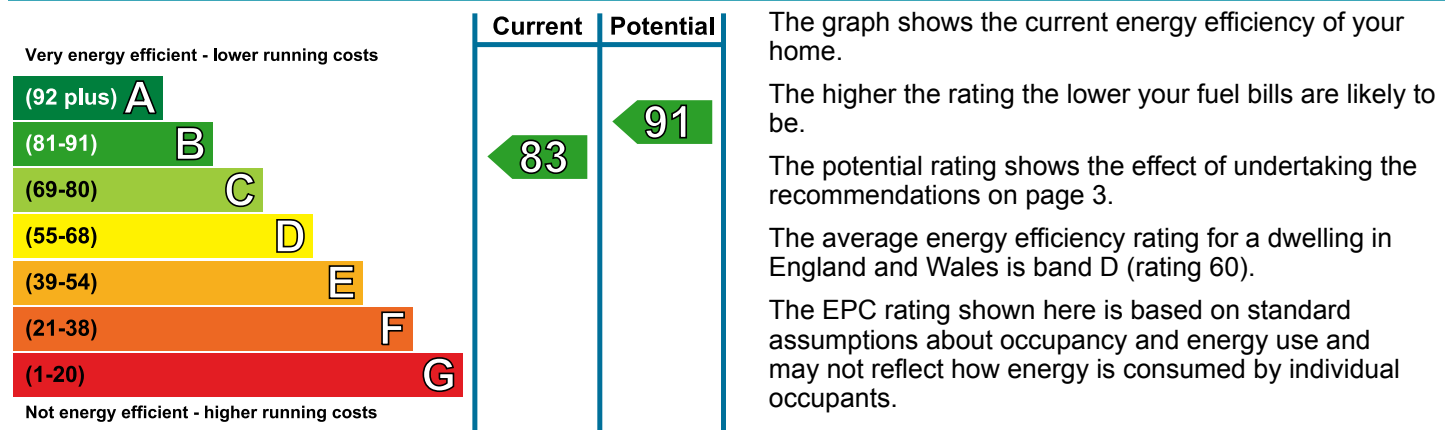 Current Potential
Very energy efficient - lower running costs
(92 plus) A
(81-91) B
(69-80) C
(55-68) D
(39-54) E
(21-38) F
(1-20) G
Not energy efficient - higher running costs
83
91
The graph shows the current energy efficiency of your
home.
The higher the rating the lower your fuel bills are likely to
be.
The potential rating shows the effect of undertaking the
recommendations on page 3.
The average energy efficiency rating for a dwelling in
England and Wales is band D (rating 60).
The EPC rating shown here is based on standard
assumptions about occupancy and energy use and
may not reflect how energy is consumed by individual
occupants.